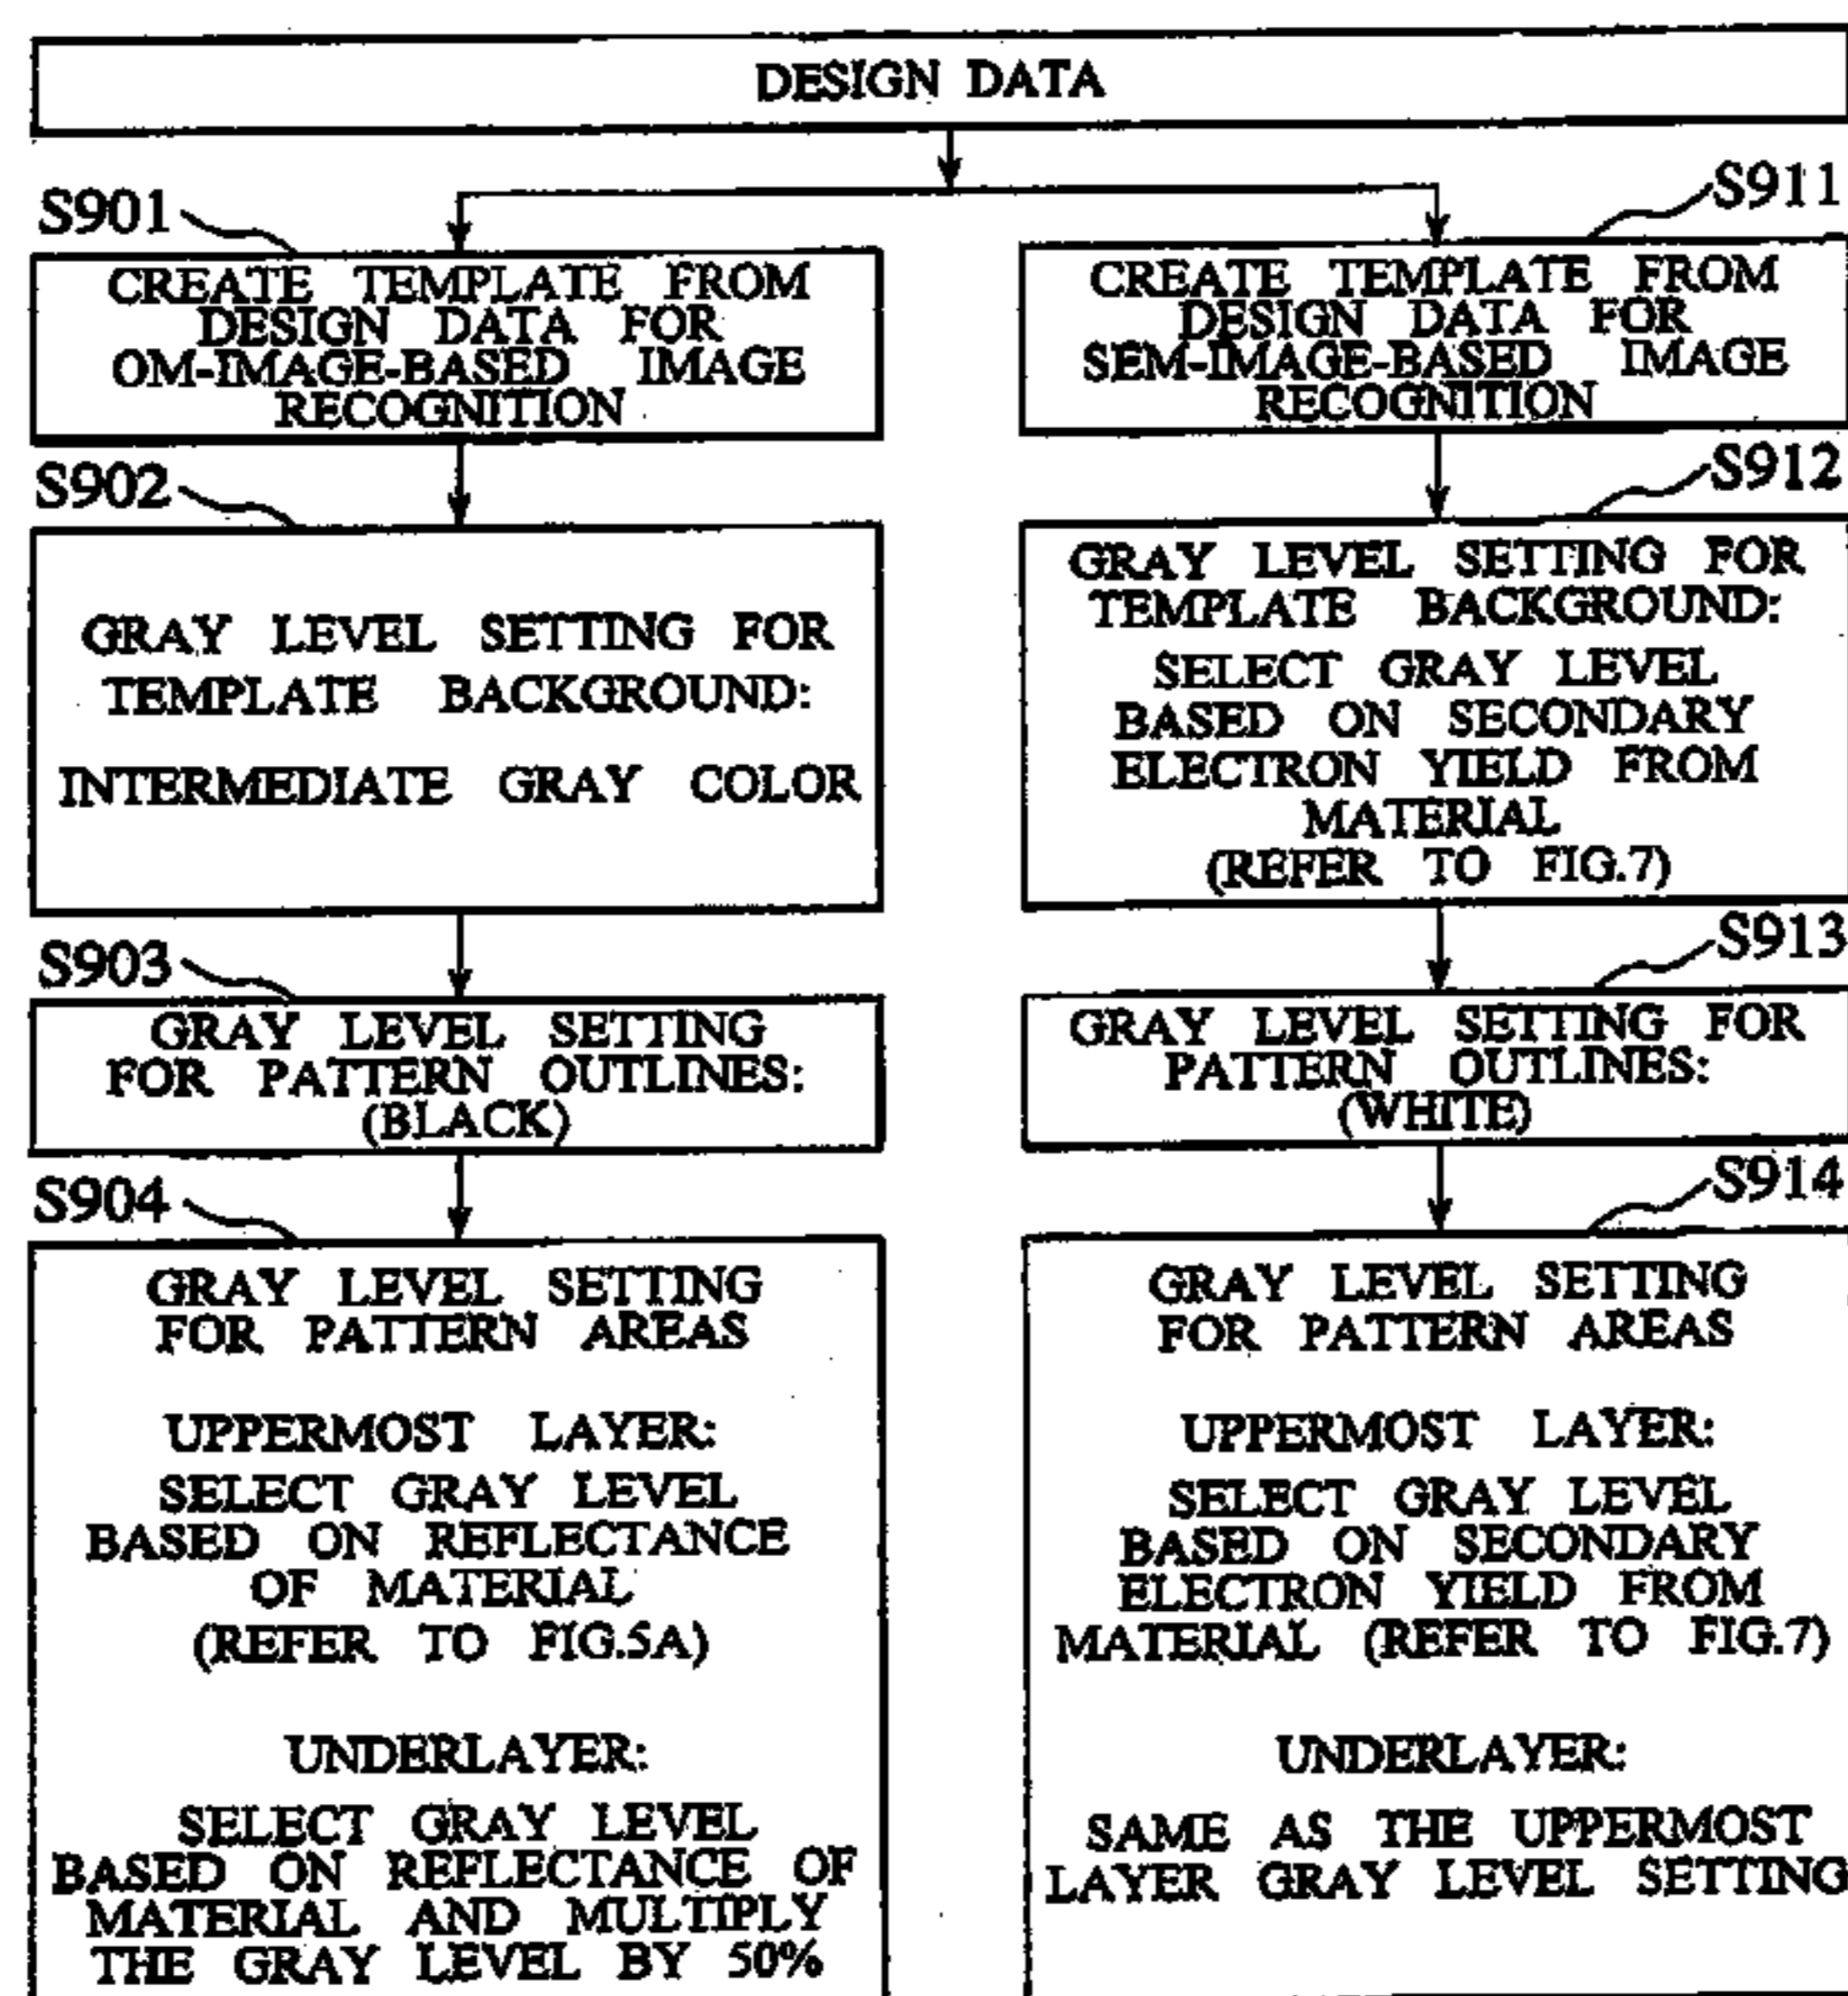 DESIGN DATA
S901
CREATE TEMPLATE FROM
DESIGN DATA FOR
OM-IMAGE-BASED IMAGE
RECOGNITION
S902
GRAY LEVEL SETTING FOR
TEMPLATE BACKGROUND:
INTERMEDIATE GRAY COLOR
S903
GRAY LEVEL SETTING
FOR PATTERN OUTLINES:
(BLACK)
S904
GRAY LEVEL SETTING
FOR PATTERN AREAS
UPPERMOST LAYER:
SELECT GRAY LEVEL
BASED ON REFLECTANCE
OF MATERIAL
(REFER TO FIG.5A)
UNDERLAYER:
SELECT GRAY LEVEL
BASED ON REFLECTANCE OF
MATERIAL AND MULTIPLY
THE GRAY LEVEL BY 50%
S911
CREATE TEMPLATE FROM
DESIGN DATA FOR
SEM-IMAGE-BASED IMAGE
RECOGNITION
S912
GRAY LEVEL SETTING FOR
TEMPLATE BACKGROUND:
SELECT GRAY LEVEL
BASED ON SECONDARY
ELECTRON YIELD FROM
MATERIAL
(REFER TO FIG.7)
S913
GRAY LEVEL SETTING FOR
PATTERN OUTLINES:
(WHITE)
S914
GRAY LEVEL SETTING
FOR PATTERN AREAS
UPPERMOST LAYER:
SELECT GRAY LEVEL
BASED ON SECONDARY
ELECTRON YIELD FROM
MATERIAL (REFER TO FIG.7)
UNDERLAYER:
SAME AS THE UPPERMOST
LAYER GRAY LEVEL SETTING